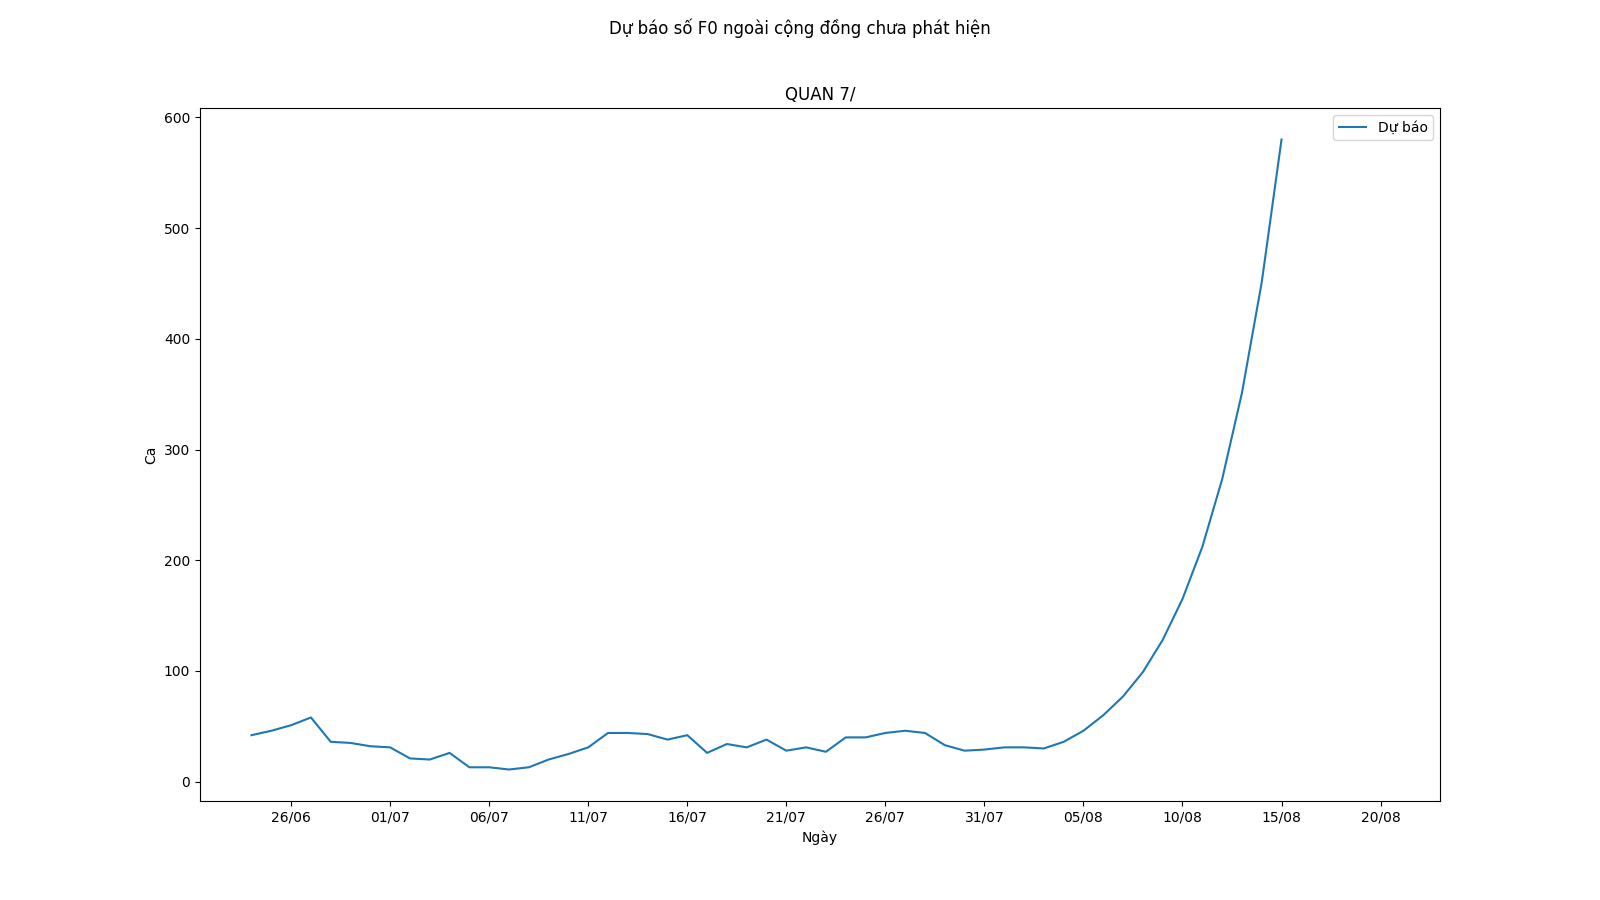 Dự báo số F0 ngoài cộng đồng chưa phát hiện
QUAN 7/
Dự báo
600
500
400
300
200
100
0
Ca
26/06 01/07 06/07 11/07 16/07 21/07 26/07 31/07 05/08 10/08 15/08 20/08
Ngày